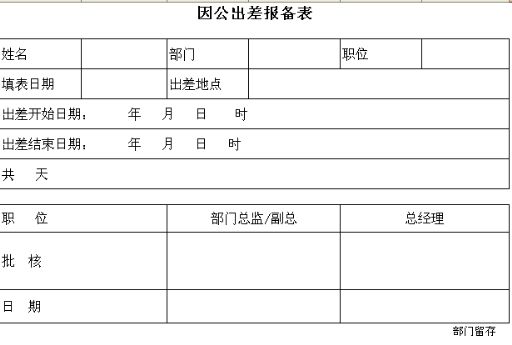 因公出差报备表
姓名 部门 职位
填表日期 出差地点
出差开始日期： 年 月 日 时
出差结束日期： 年 月 日 时
共 天
职 位 部门总监/副总 总经理
批 核
日 期
部门留存